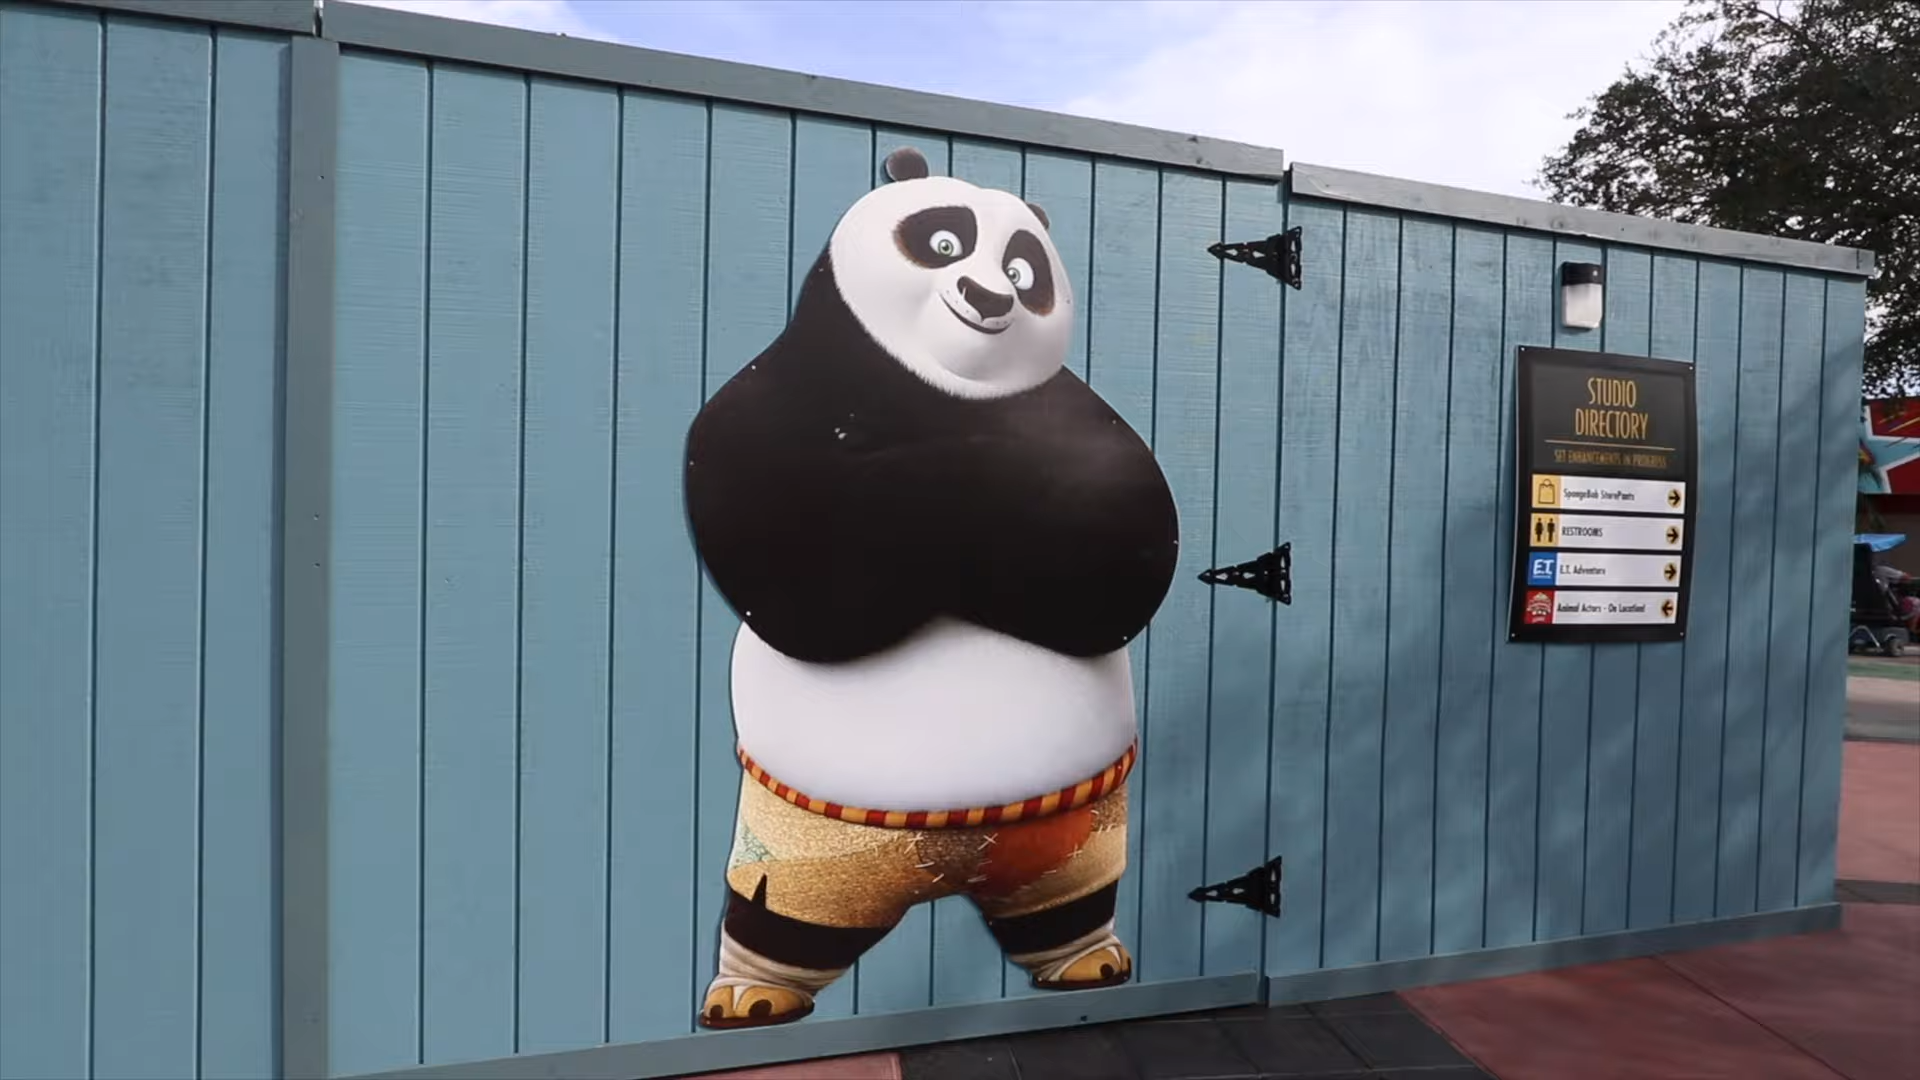 STUDIO
DIRECTORY
SET ENHANCEMENTS IN PROGRESS
SpongeBob StorePants
RESTROOMS
E.T.
E.T. Adventure
Animal Actors - On Location!